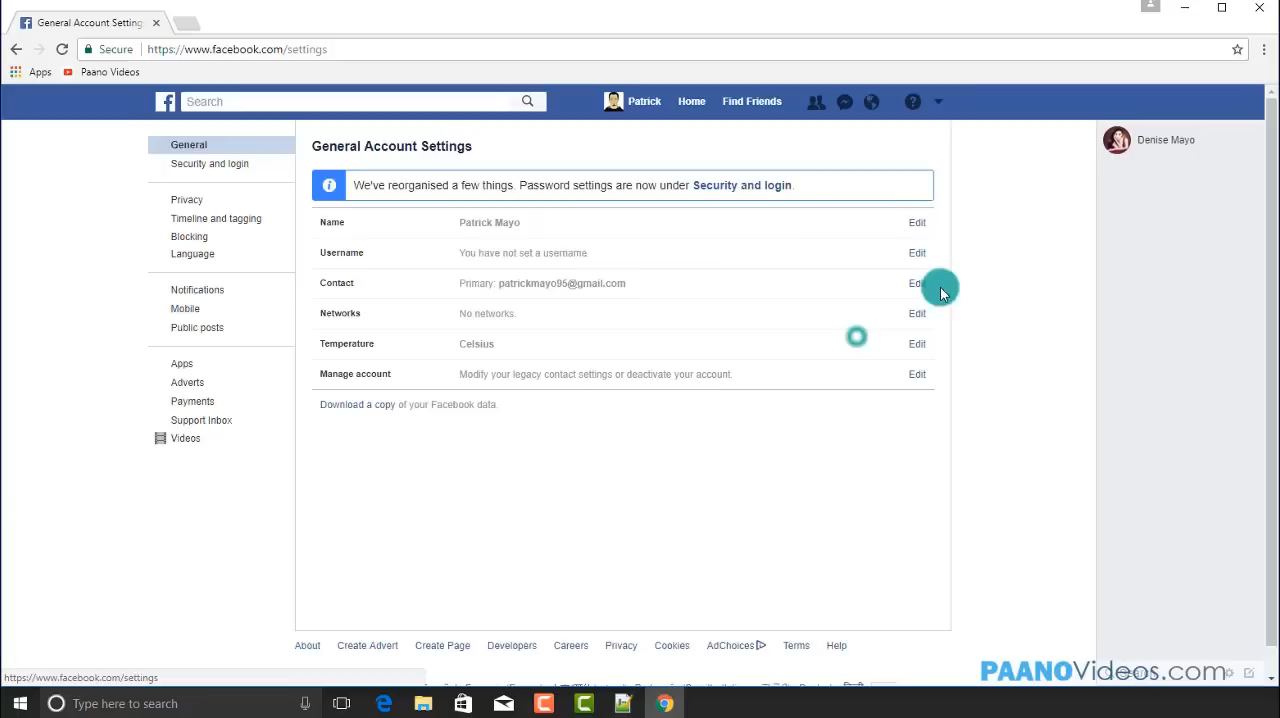 General Account Setting
Secure https://www.facebook.com/settings
Apps Paano Videos
Search Patrick Home Find Friends
General
Security and login
Privacy
Timeline and tagging
Blocking
Language
Notifications
Mobile
Public posts
Apps
Adverts
Payments
Support Inbox
Videos
General Account Settings
We've reorganised a few things. Password settings are now under Security and login.
Name Patrick Mayo Edit
Username You have not set a username Edit
Contact Primary: patrickmayo95@gmail.com Edit
Networks No networks. Edit
Temperature Celsius Edit
Manage account Modify your legacy contact settings or deactivate your account. Edit
Download a copy of your Facebook data.
Denise Mayo
About Create Advert Create Page Developers Careers Privacy Cookies AdChoices Terms Help
https://www.facebook.com/settings
PAANOVideos.com
Type here to search